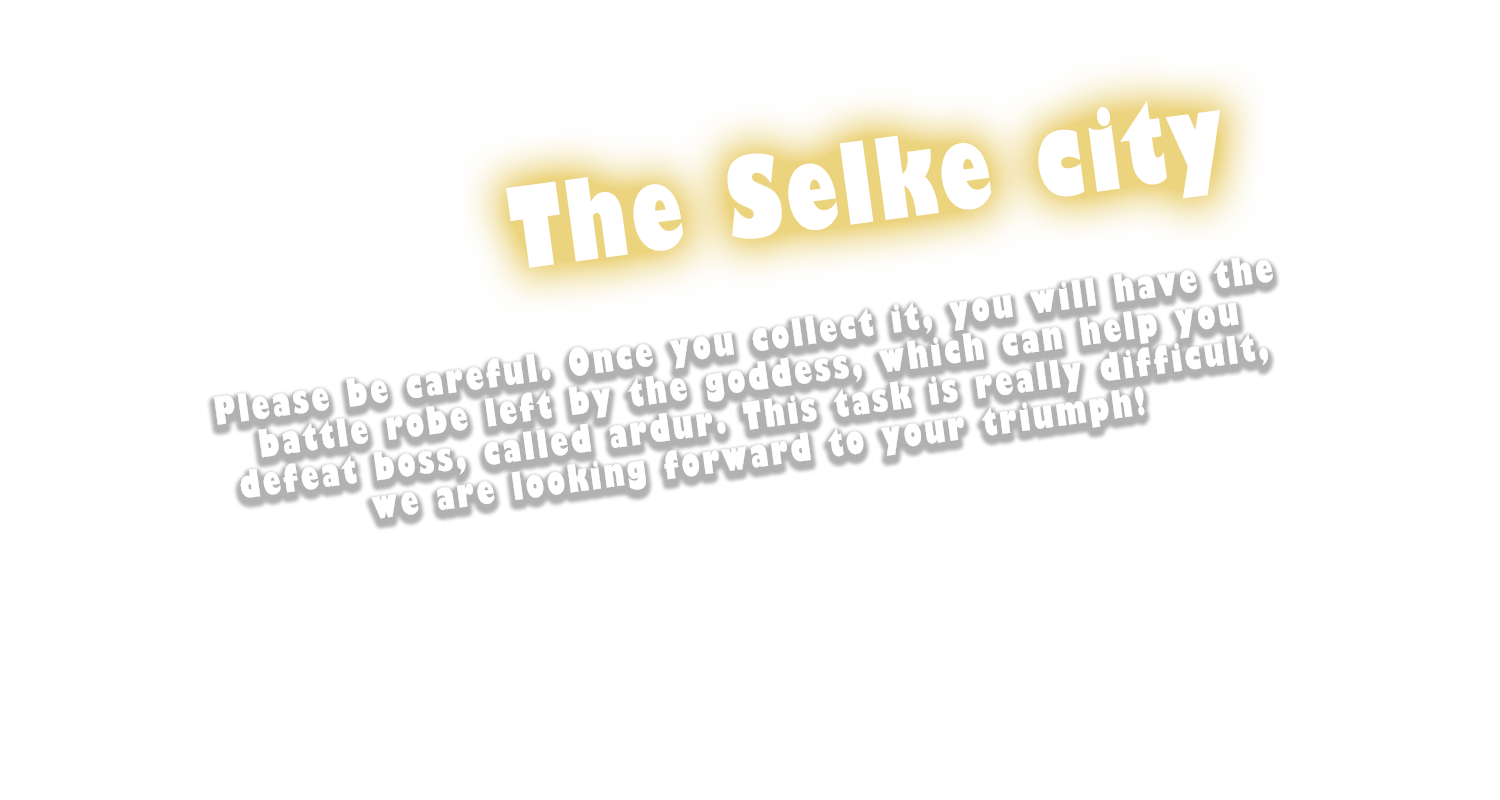 The Selke city
Please be careful. Once you collect it, you will have the
battle robe left by the goddess, which can help you
defeat boss, called ardur. This task is really difficult,
we are looking forward to your triumph!